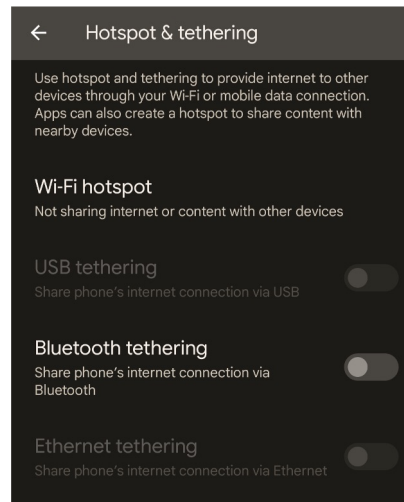 Hotspot & tethering
Use hotspot and tethering to provide internet to other
devices through your Wi-Fi or mobile data connection.
Apps can also create a hotspot to share content with
nearby devices.
Wi-Fi hotspot
Not sharing internet or content with other devices
USB tethering
Share phone's internet connection via USB
Bluetooth tethering
Share phone's internet connection via
Bluetooth
Ethernet tethering
Share phone's internet connection via Ethernet